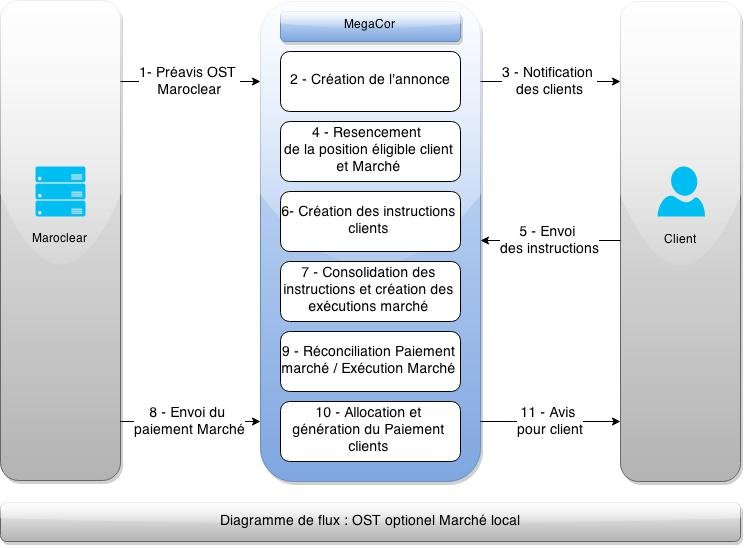 MegaCor
1- Préavis OST
Maroclear
2 - Création de l'annonce
3 - Notification
des clients
4 - Resencement
de la position éligible client
et Marché
Maroclear
6- Création des instructions
clients
5 - Envoi
des instructions
Client
7 - Consolidation des
instructions et création des
exécutions marché
9 - Réconciliation Paiement
marché / Exécution Marché
8 - Envoi du
paiement Marché
10 - Allocation et
génération du Paiement
clients
11 - Avis
pour client
Diagramme de flux : OST optionel Marché local